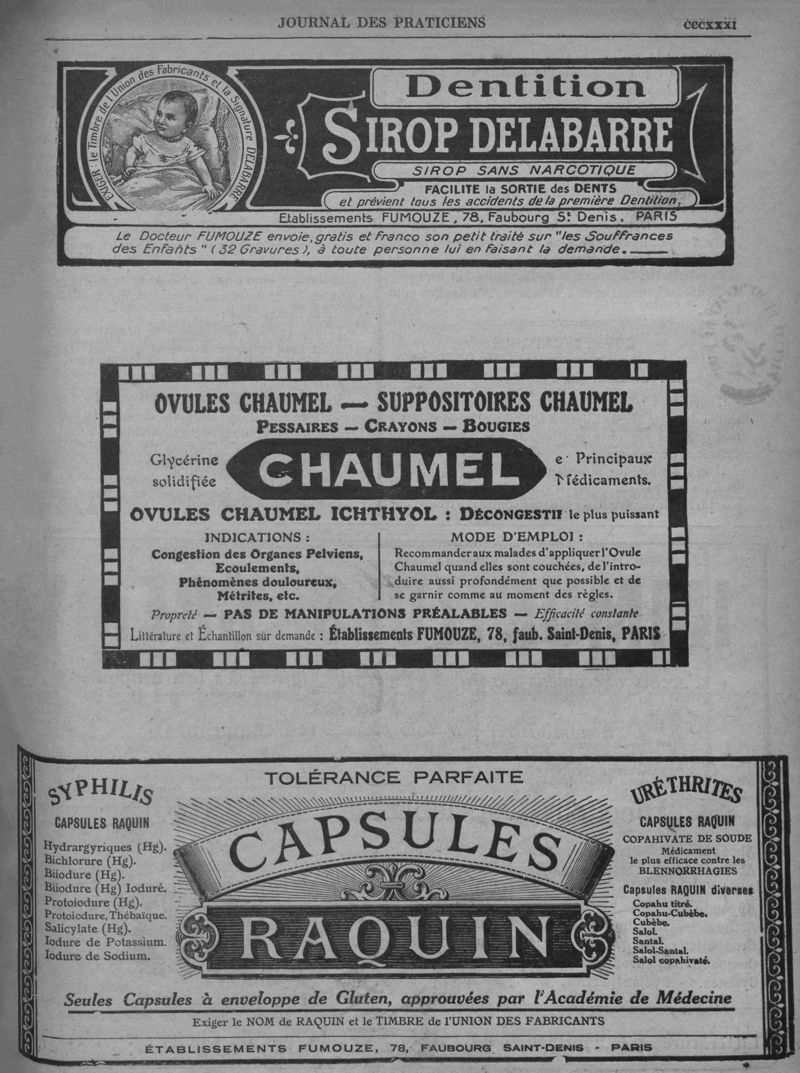 JOURNAL DES PRATICIENS
cccxxxi
EXIGER: le Timbre de l'Union des Fabricants et la Signature DELABARRE
Dentition
SIROP DELABARRE
SIROP SANS NARCOTIQUE
FACILITE la SORTIE des DENTS
et prévient tous les accidents de la première Dentition,
Etablissements FUMOUZE, 78, Faubourg St Denis. PARIS
Le Docteur FUMOUZE envoie, gratis et franco son petit traité sur "les Souffrances
des Enfants" (32 Gravures), à toute personne lui en faisant la demande.
OVULES CHAUMEL — SUPPOSITOIRES CHAUMEL
PESSAIRES — CRAYONS — BOUGIES
Glycérine
solidifiée
CHAUMEL
e Principaux
Médicaments.
OVULES CHAUMEL ICHTHYOL : DÉCONGESTIF le plus puissant
INDICATIONS :
Congestion des Organes Pelviens,
Ecoulements,
Phénomènes douloureux,
Métrites, etc.
MODE D'EMPLOI :
Recommander aux malades d'appliquer l'Ovule
Chaumel quand elles sont couchées, de l'intro-
duire aussi profondément que possible et de
se garnir comme au moment des règles.
Propreté — PAS DE MANIPULATIONS PRÉALABLES — Efficacité constante
Littérature et Échantillon sur demande : Établissements FUMOUZE, 78, faub. Saint-Denis, PARIS
TOLÉRANCE PARFAITE
SYPHILIS
CAPSULES RAQUIN
Hydrargyriques (Hg).
Bichlorure (Hg).
Biiodure (Hg).
Biiodure (Hg) Ioduré.
Protoiodure (Hg).
Protoiodure, Thébaïque.
Salicylate (Hg).
Iodure de Potassium.
Iodure de Sodium.
CAPSULES
RAQUIN
URÉTHRITES
CAPSULES RAQUIN
COPAHIVATE DE SOUDE
Médicament
le plus efficace contre les
BLENNORRHAGIES
Capsules RAQUIN diverses
Copahu titré.
Copahu-Cubèbe.
Cubèbe.
Salol.
Santal.
Salol-Santal.
Salol copahivaté.
Seules Capsules à enveloppe de Gluten, approuvées par l'Académie de Médecine
Exiger le NOM de RAQUIN et le TIMBRE de l'UNION DES FABRICANTS
ÉTABLISSEMENTS FUMOUZE, 78, FAUBOURG SAINT-DENIS - PARIS